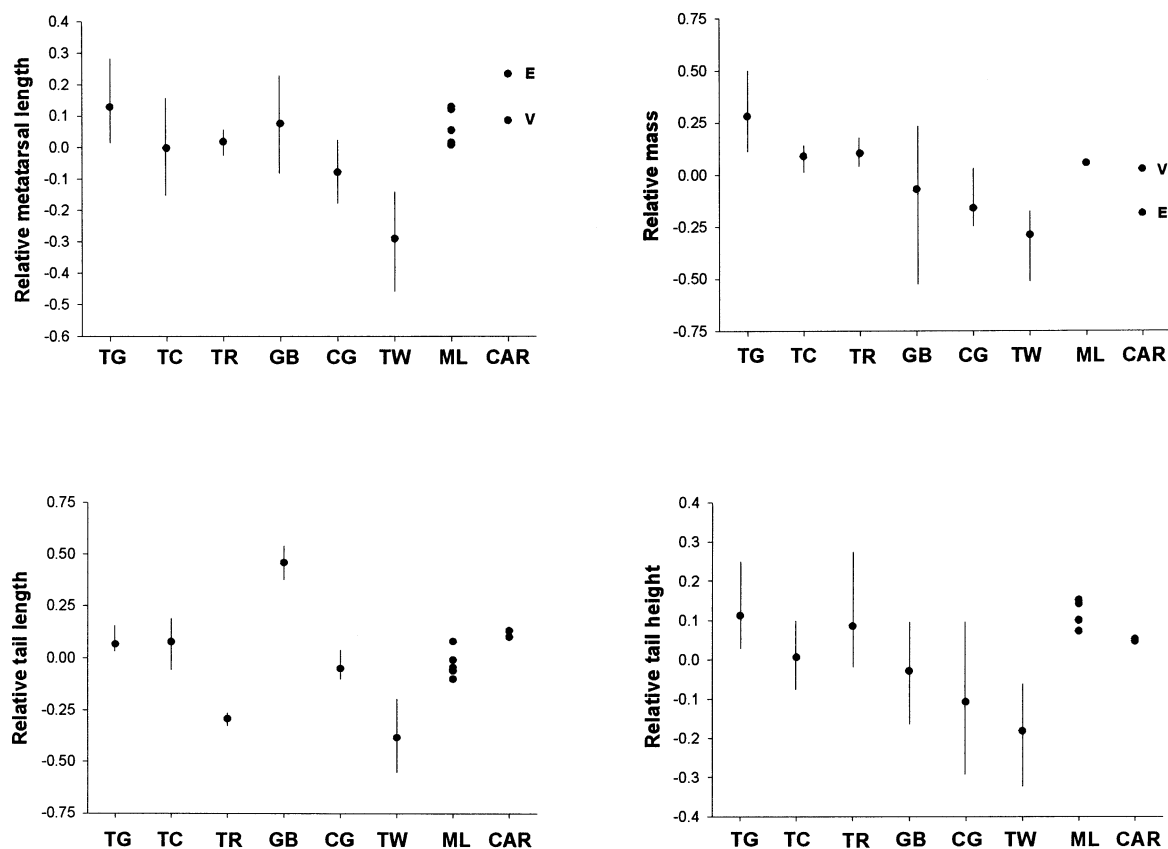 Relative metatarsal length
0.4
0.3
0.2
0.1
0.0
-0.1
-0.2
-0.3
-0.4
-0.5
-0.6
E
V
TG TC TR GB CG TW ML CAR
Relative mass
0.75
0.50
0.25
0.00
-0.25
-0.50
-0.75
V
E
TG TC TR GB CG TW ML CAR
Relative tail length
0.75
0.50
0.25
0.00
-0.25
-0.50
-0.75
TG TC TR GB CG TW ML CAR
Relative tail height
0.4
0.3
0.2
0.1
0.0
-0.1
-0.2
-0.3
-0.4
TG TC TR GB CG TW ML CAR